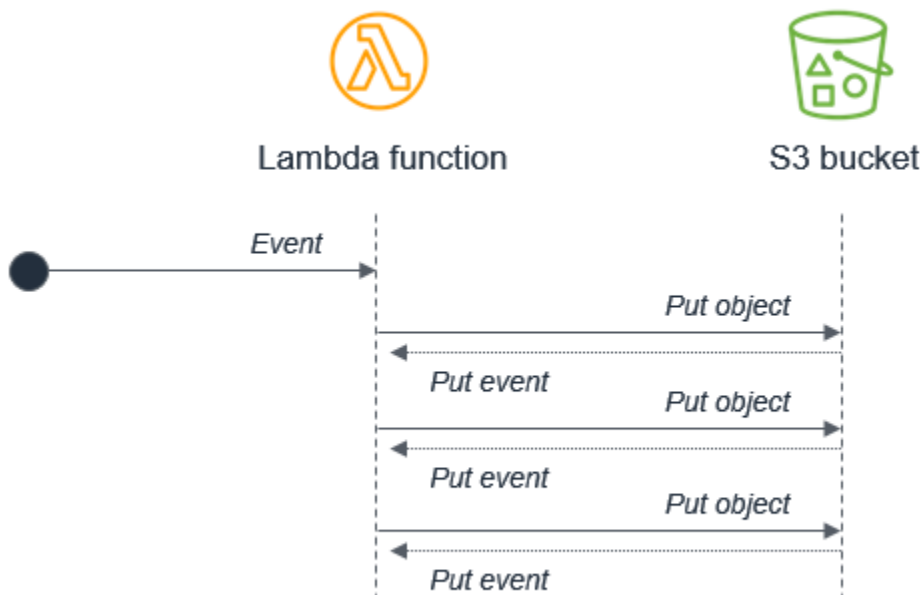 Lambda function
S3 bucket
Event
Put object
Put event
Put object
Put event
Put object
Put event